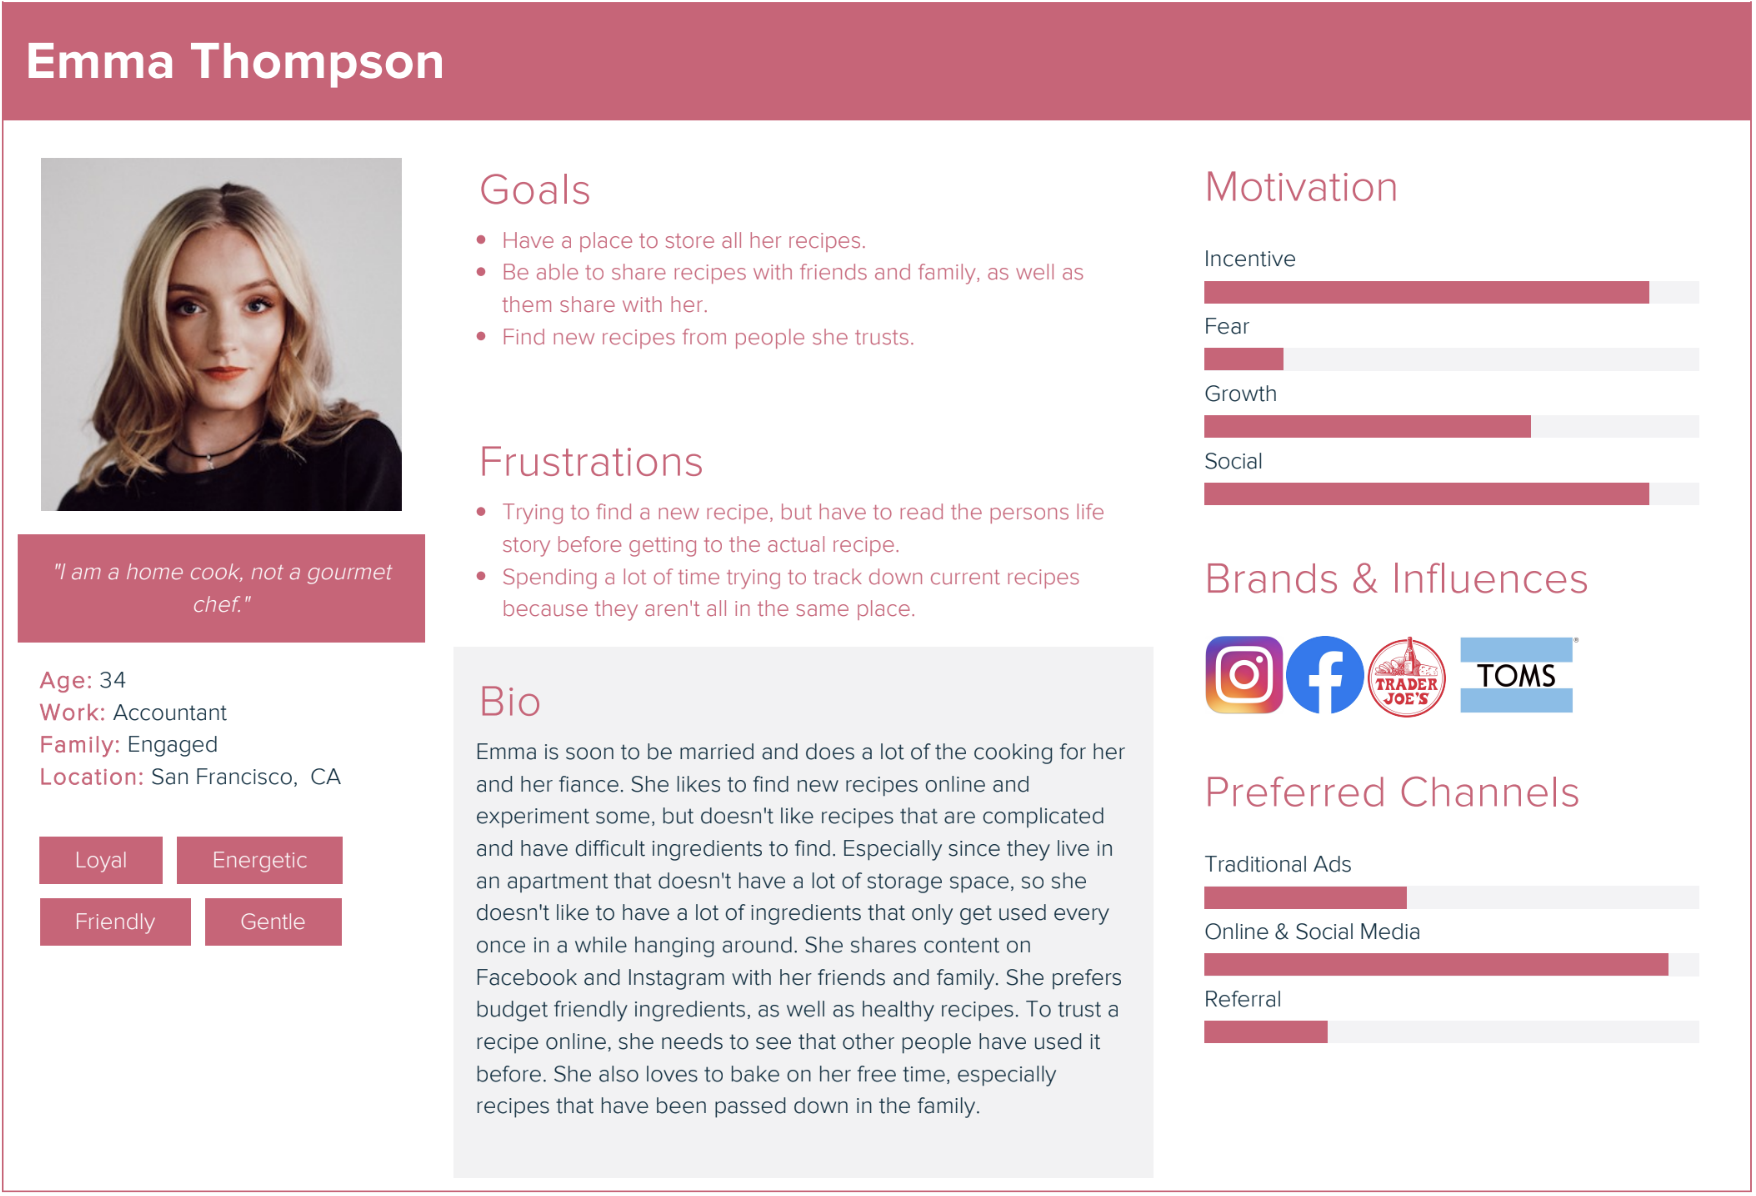 Emma Thompson
"I am a home cook, not a gourmet
chef."
Age: 34
Work: Accountant
Family: Engaged
Location: San Francisco,  CA
Loyal
Energetic
Friendly
Gentle
Goals
Have a place to store all her recipes.
Be able to share recipes with friends and family, as well as
them share with her.
Find new recipes from people she trusts.
Frustrations
Trying to find a new recipe, but have to read the persons life
story before getting to the actual recipe.
Spending a lot of time trying to track down current recipes
because they aren't all in the same place.
Bio
Emma is soon to be married and does a lot of the cooking for her
and her fiance. She likes to find new recipes online and
experiment some, but doesn't like recipes that are complicated
and have difficult ingredients to find. Especially since they live in
an apartment that doesn't have a lot of storage space, so she
doesn't like to have a lot of ingredients that only get used every
once in a while hanging around. She shares content on
Facebook and Instagram with her friends and family. She prefers
budget friendly ingredients, as well as healthy recipes. To trust a
recipe online, she needs to see that other people have used it
before. She also loves to bake on her free time, especially
recipes that have been passed down in the family.
Motivation
Incentive
Fear
Growth
Social
Brands & Influences
TRADER
JOE'S
TOMS®
Preferred Channels
Traditional Ads
Online & Social Media
Referral